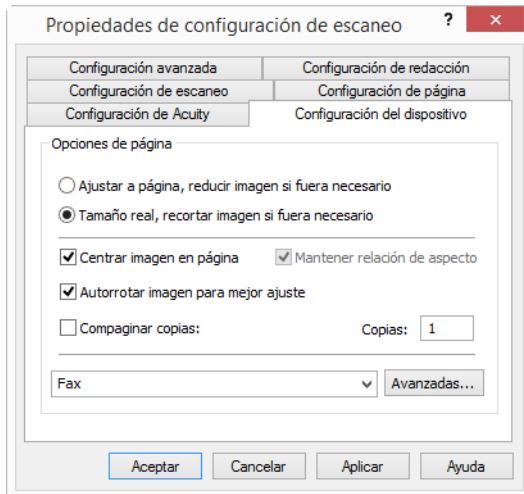 Propiedades de configuración de escaneo ? ×
Configuración avanzada Configuración de redacción
Configuración de escaneo Configuración de página
Configuración de Acuity Configuración del dispositivo
Opciones de página
Ajustar a página, reducir imagen si fuera necesario
Tamaño real, recortar imagen si fuera necesario
Centrar imagen en página Mantener relación de aspecto
Autorrotar imagen para mejor ajuste
Compaginar copias: Copias: 1
Fax Avanzadas...
Aceptar Cancelar Aplicar Ayuda